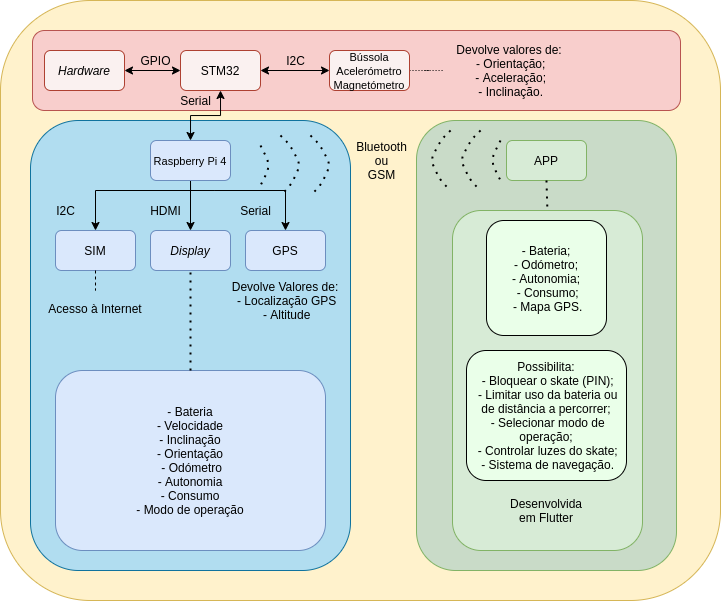 Hardware
GPIO
STM32
I2C
Bússola
Acelerómetro
Magnetómetro
Devolve valores de:
- Orientação;
- Aceleração;
- Inclinação.
Serial
Raspberry Pi 4
Bluetooth
ou
GSM
APP
I2C
HDMI
Serial
SIM
Display
GPS
Acesso à Internet
Devolve Valores de:
- Localização GPS
- Altitude
- Bateria
- Velocidade
- Inclinação
- Orientação
- Odómetro
- Autonomia
- Consumo
- Modo de operação
- Bateria;
- Odómetro;
- Autonomia;
- Consumo;
- Mapa GPS.
Possibilita:
- Bloquear o skate (PIN);
- Limitar uso da bateria ou
de distância a percorrer;
- Selecionar modo de
operação;
- Controlar luzes do skate;
- Sistema de navegação.
Desenvolvida
em Flutter